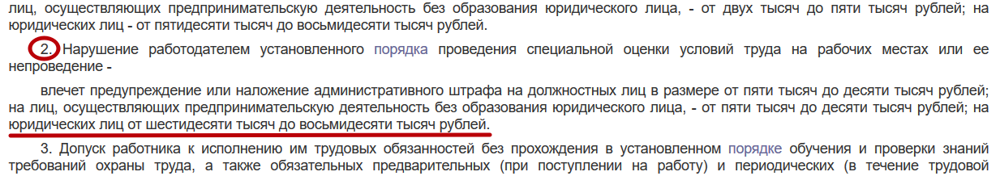 лиц, осуществляющих предпринимательскую деятельность без образования юридического лица, - от двух тысяч до пяти тысяч рублей; на
юридических лиц - от пятидесяти тысяч до восьмидесяти тысяч рублей.
2. Нарушение работодателем установленного порядка проведения специальной оценки условий труда на рабочих местах или ее
непроведение -
влечет предупреждение или наложение административного штрафа на должностных лиц в размере от пяти тысяч до десяти тысяч рублей;
на лиц, осуществляющих предпринимательскую деятельность без образования юридического лица, - от пяти тысяч до десяти тысяч рублей; на
юридических лиц от шестидесяти тысяч до восьмидесяти тысяч рублей.
3. Допуск работника к исполнению им трудовых обязанностей без прохождения в установленном порядке обучения и проверки знаний
требований охраны труда, а также обязательных предварительных (при поступлении на работу) и периодических (в течение трудовой